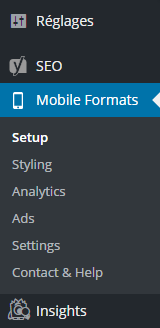 Réglages
SEO
Mobile Formats
Setup
Styling
Analytics
Ads
Settings
Contact & Help
Insights